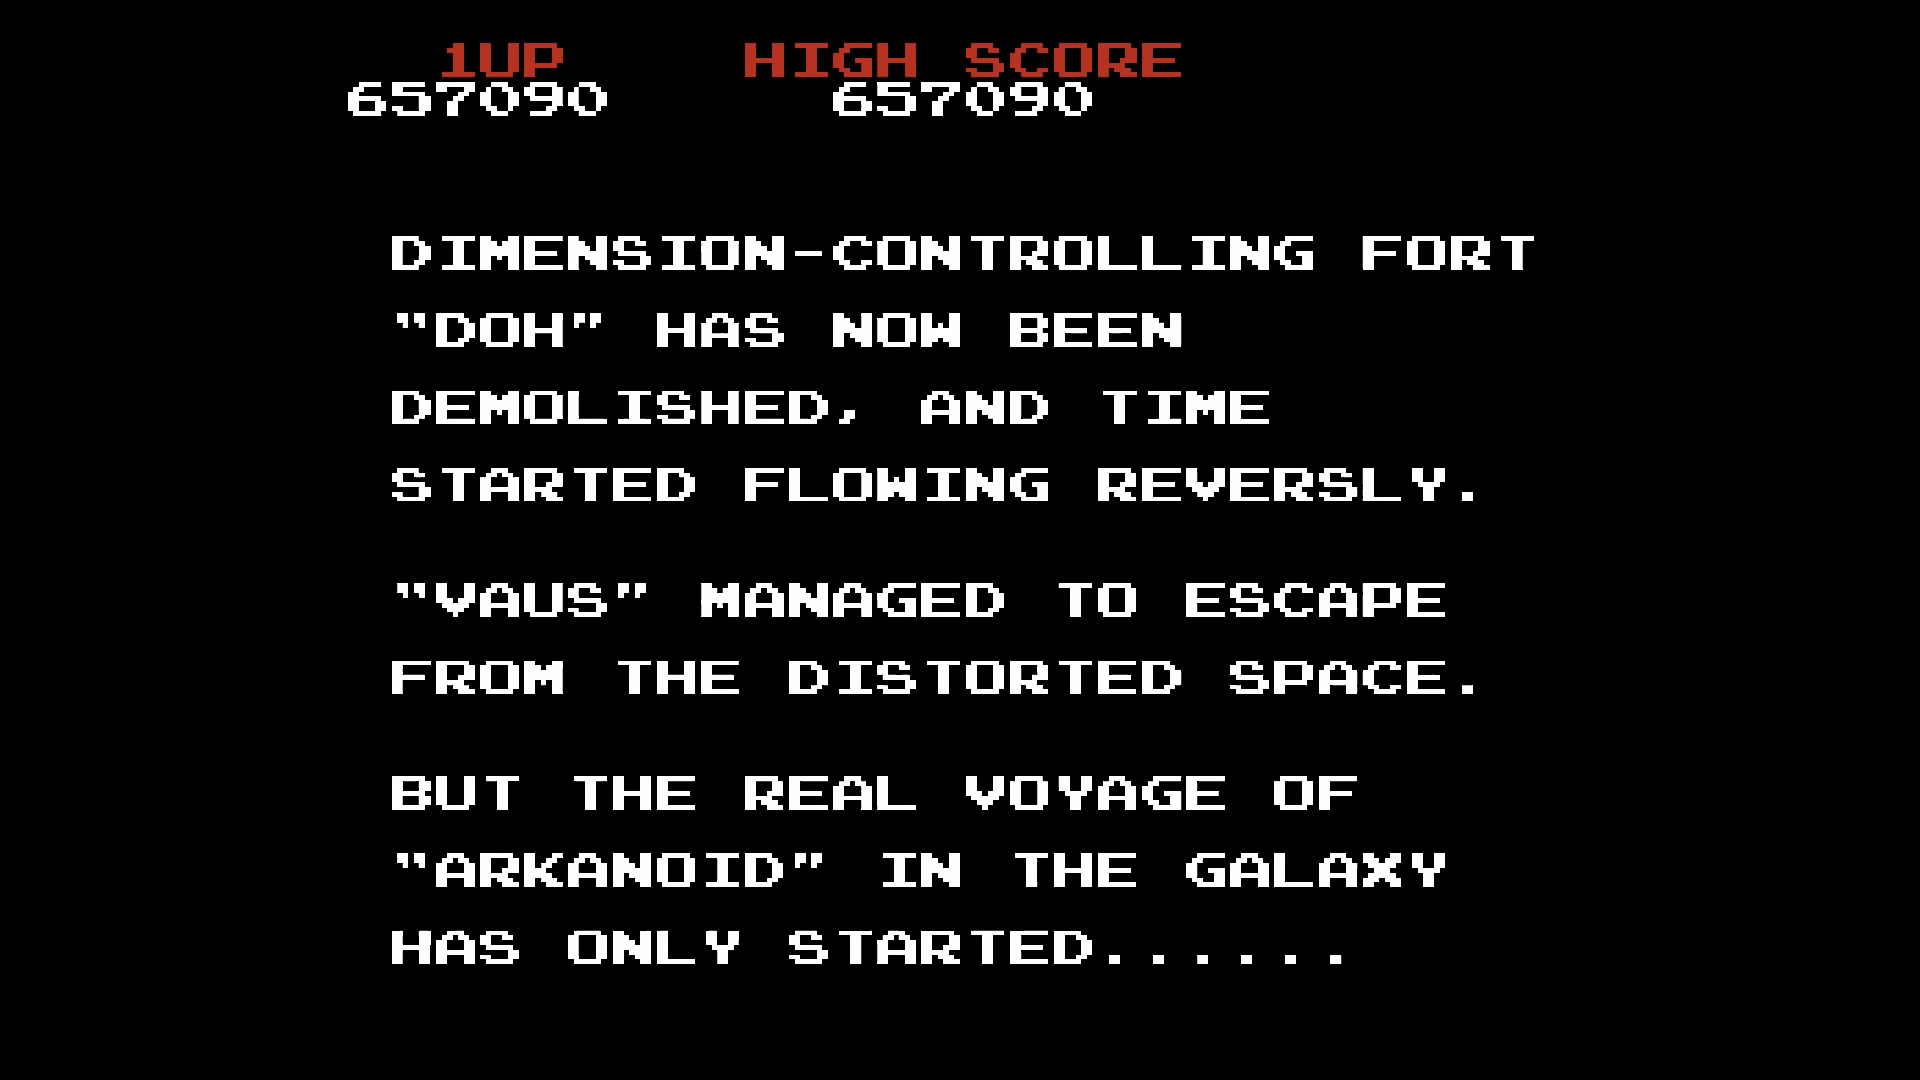 1UP HIGH SCORE
657090 657090
DIMENSION-CONTROLLING FORT
"DOH" HAS NOW BEEN
DEMOLISHED, AND TIME
STARTED FLOWING REVERSLY.
"VAUS" MANAGED TO ESCAPE
FROM THE DISTORTED SPACE.
BUT THE REAL VOYAGE OF
"ARKANOID" IN THE GALAXY
HAS ONLY STARTED......